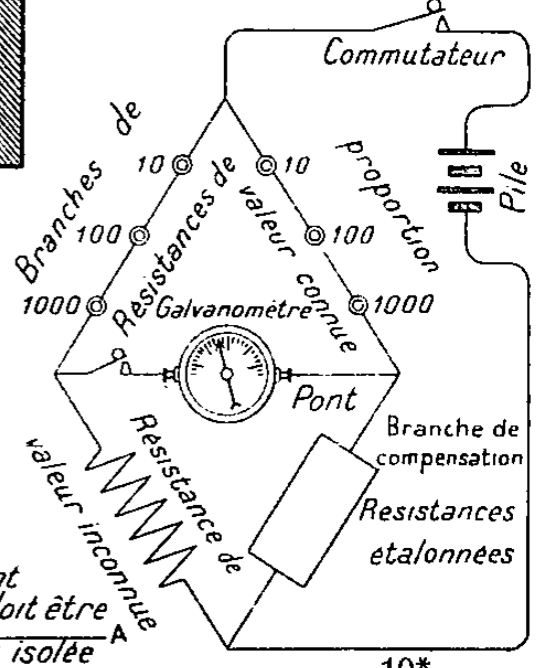 Commutateur
Pile
Branches de
proportion
10
10
100
100
1000
1000
Résistances de
valeur connue
Galvanomètre
Pont
Branche de
compensation
Résistance de
valeur inconnue
Resistances
étalonnées
doit être
A
isolée
10*